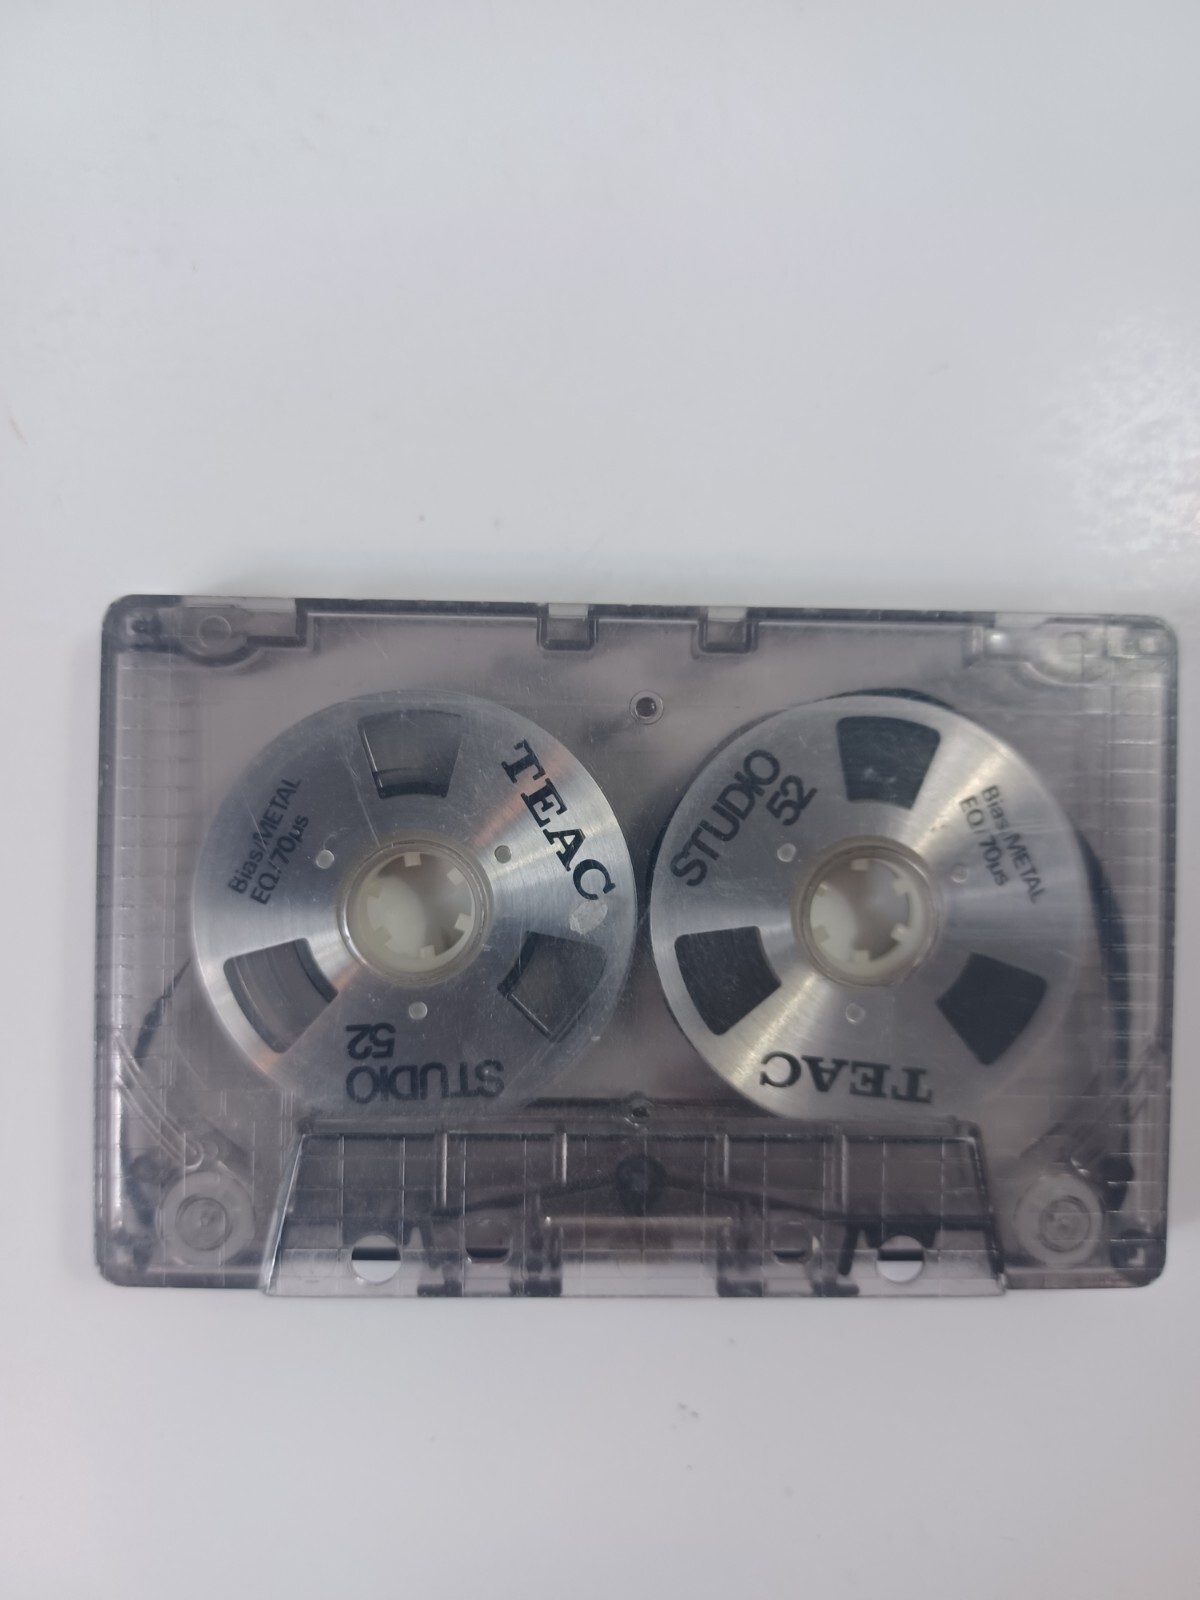 TEAC
Bias/METAL
EQ/70µs
STUDIO
52
STUDIO
52
Bias/METAL
EQ/70µs
TEAC